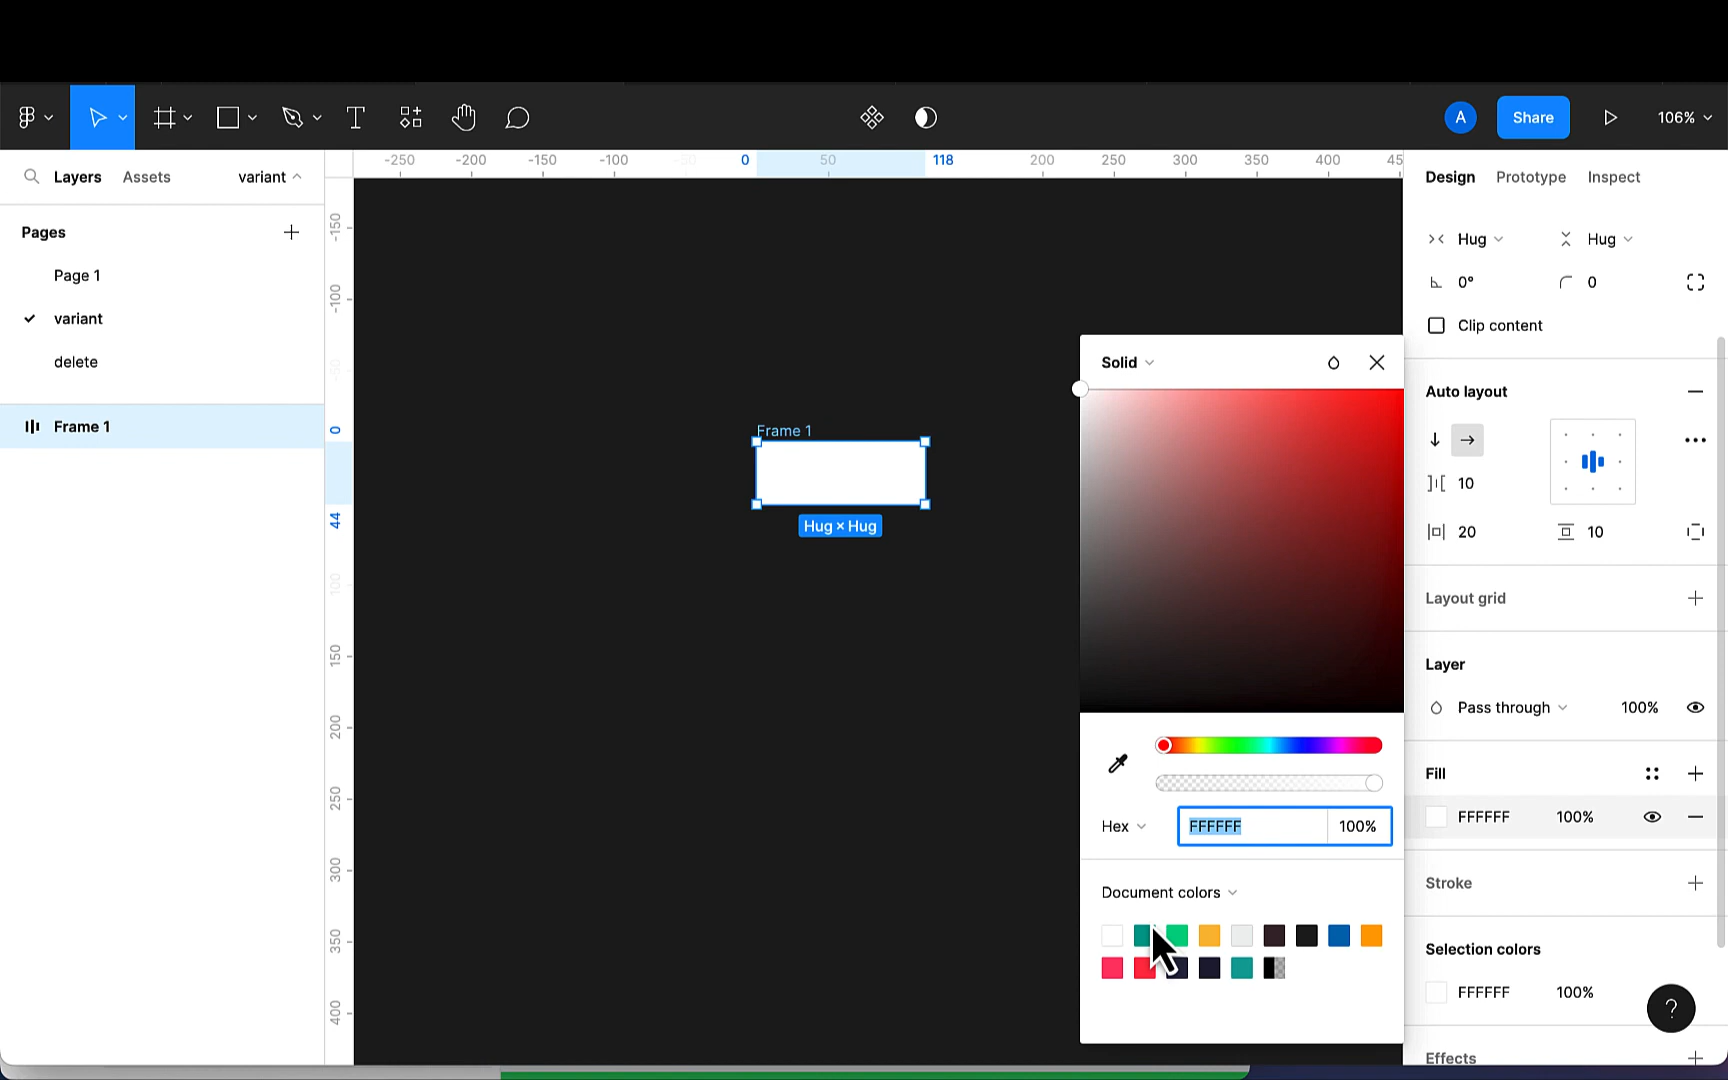 A
Share
106%
Layers
Assets
variant
-250
-200
-150
-100
-50
0
50
118
200
250
300
350
400
45
Design
Prototype
Inspect
Pages
Page 1
variant
delete
Frame 1
-150
-100
-50
0
44
100
150
200
250
300
350
400
Frame 1
Hug × Hug
Solid
Hex
FFFFFF
100%
Document colors
Hug
Hug
0°
0
Clip content
Auto layout
10
20
10
Layout grid
Layer
Pass through
100%
Fill
FFFFFF
100%
Stroke
Selection colors
FFFFFF
100%
?
Effects